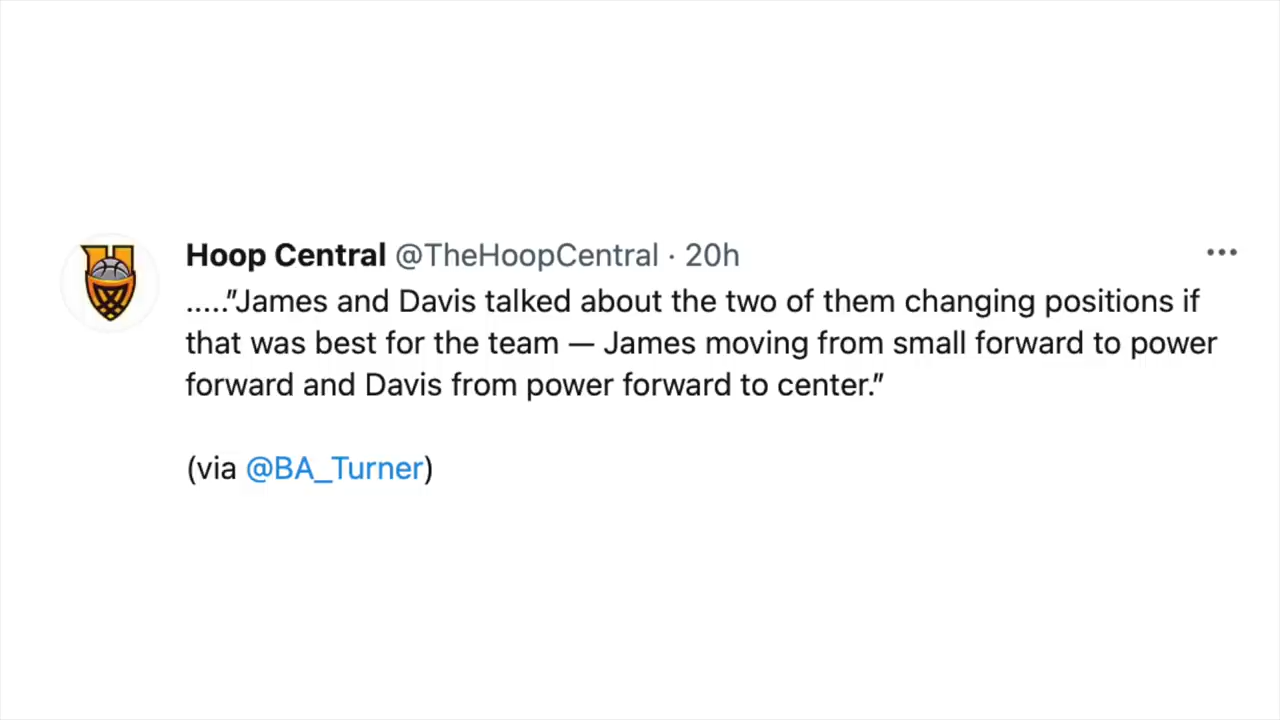 Hoop Central @TheHoopCentral · 20h
....."James and Davis talked about the two of them changing positions if
that was best for the team — James moving from small forward to power
forward and Davis from power forward to center."
(via @BA_Turner)